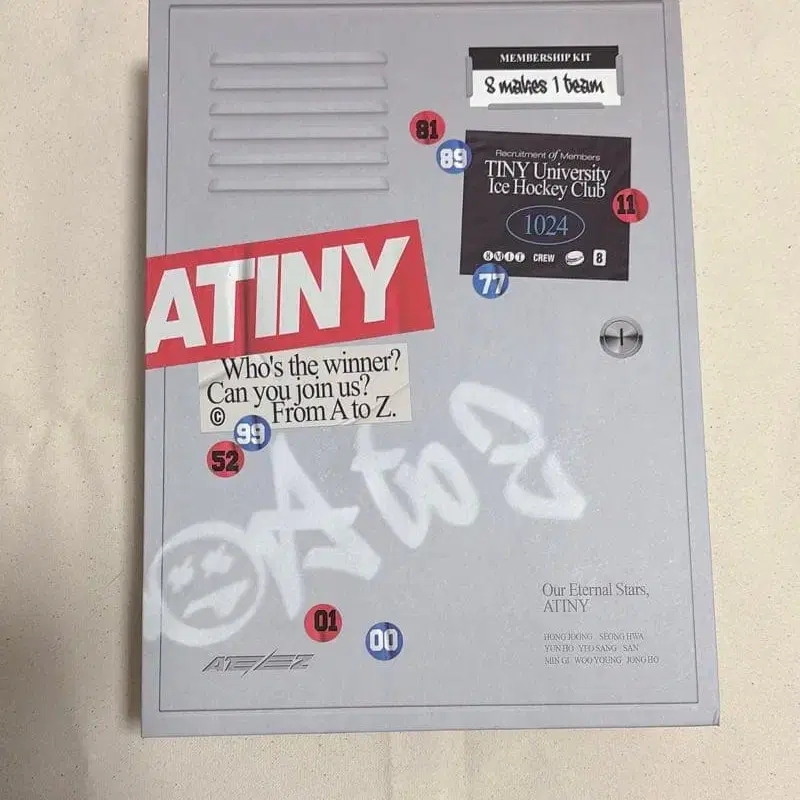 MEMBERSHIP KIT
8 makes 1 team
81
89
Recruitment of Members
TINY University
Ice Hockey Club
11
1024
8 M 1 T CREW 8
77
ATINY
Who's the winner?
Can you join us?
© From A to Z.
99
52
A to Z
Our Eternal Stars,
ATINY
01
00
HONG JOONG SEONG HWA
YUN HO YEO SANG SAN
MIN GI WOO YOUNG JONG HO
ATEEZ